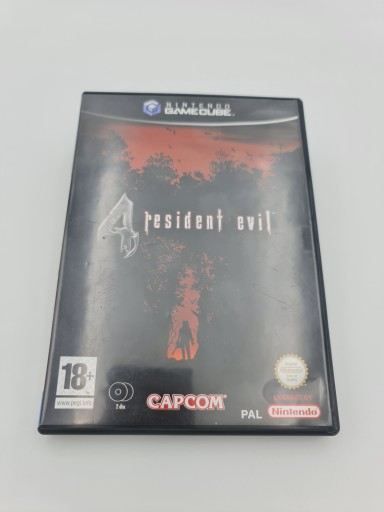 NINTENDO
GAMECUBE
4 resident evil
18+
www.pegi.info
CAPCOM
PAL
Nintendo